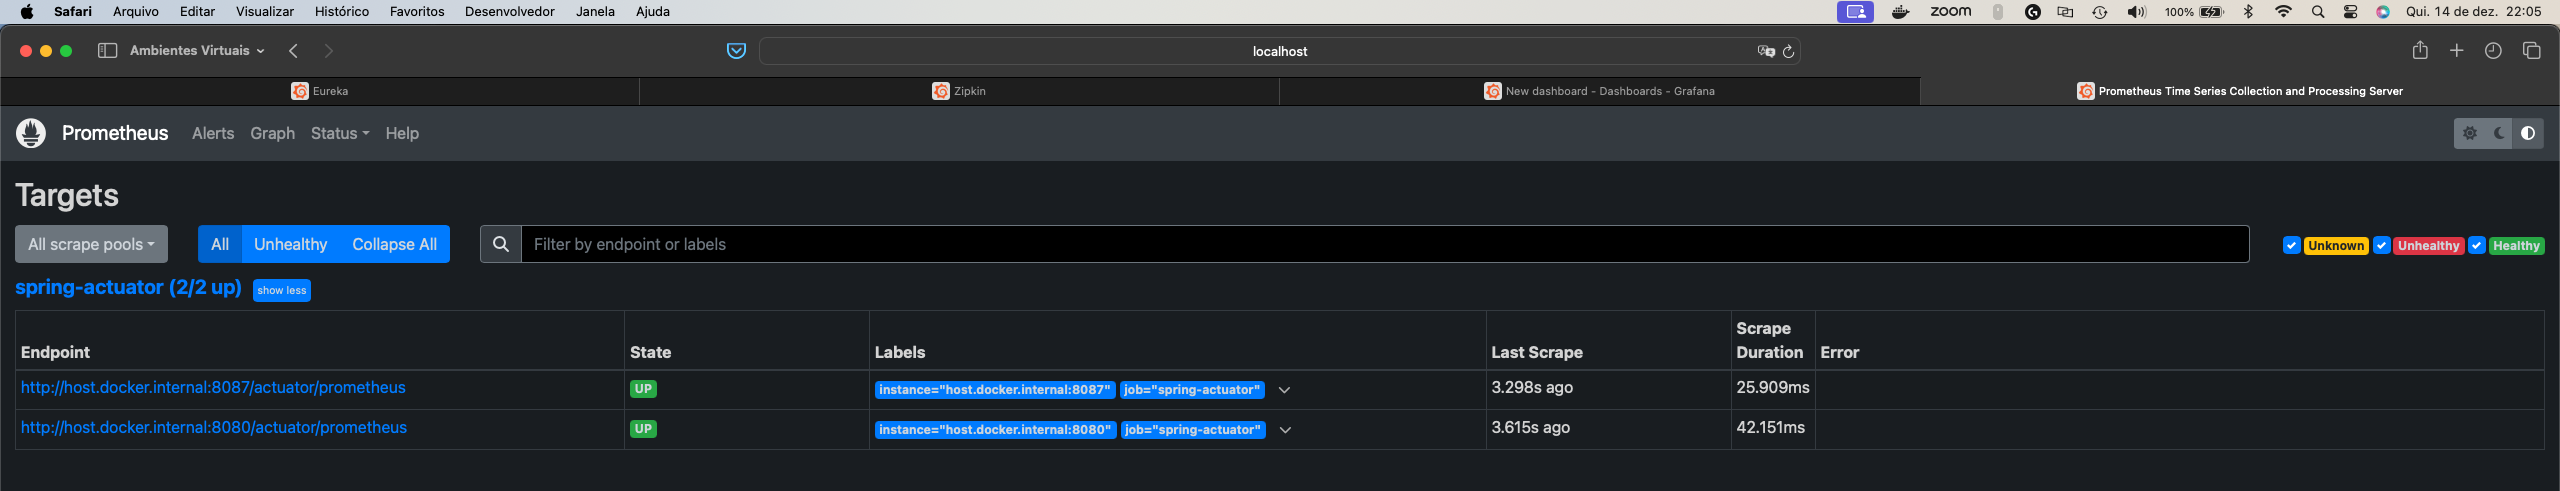 Safari Arquivo Editar Visualizar Histórico Favoritos Desenvolvedor Janela Ajuda zoom 100% Qui. 14 de dez. 22:05
Ambientes Virtuais localhost
Eureka Zipkin New dashboard - Dashboards - Grafana Prometheus Time Series Collection and Processing Server
Prometheus Alerts Graph Status Help
Targets
All scrape pools All Unhealthy Collapse All Filter by endpoint or labels Unknown Unhealthy Healthy
spring-actuator (2/2 up) show less
Endpoint State Labels Last Scrape Scrape Duration Error
http://host.docker.internal:8087/actuator/prometheus UP instance="host.docker.internal:8087" job="spring-actuator" 3.298s ago 25.909ms
http://host.docker.internal:8080/actuator/prometheus UP instance="host.docker.internal:8080" job="spring-actuator" 3.615s ago 42.151ms